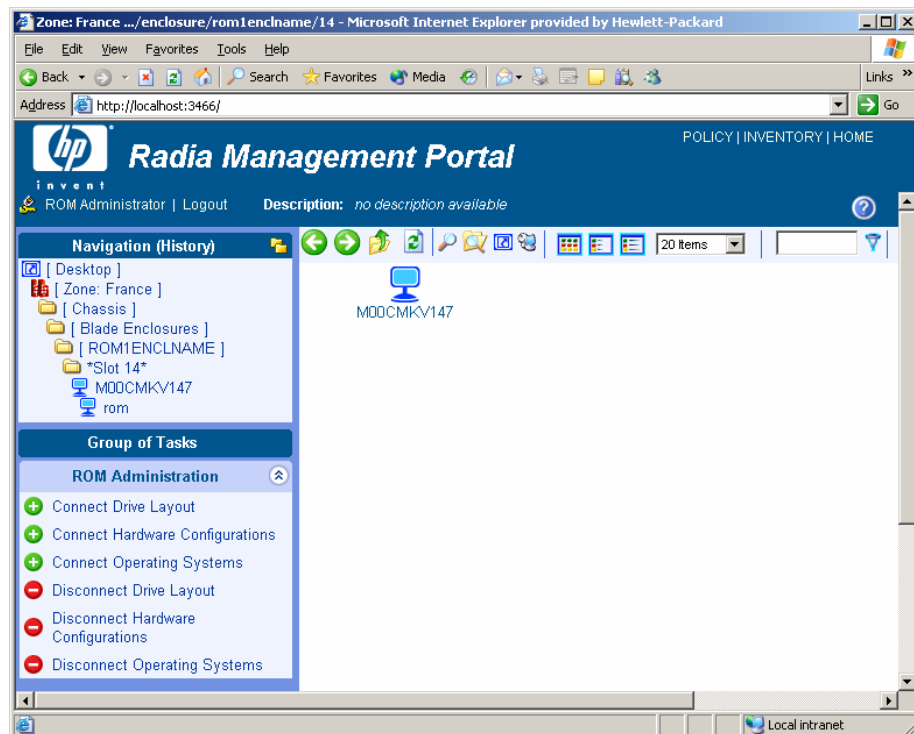 Zone: France .../enclosure/rom1enclname/14 - Microsoft Internet Explorer provided by Hewlett-Packard
File Edit View Favorites Tools Help
Back Search Favorites Media Links »
Address http://localhost:3466/ Go
POLICY | INVENTORY | HOME
hp Radia Management Portal
invent
ROM Administrator | Logout Description: no description available
Navigation (History)
20 Items
[ Desktop ]
[ Zone: France ]
[ Chassis ]
[ Blade Enclosures ]
[ ROM1ENCLNAME ]
*Slot 14*
M00CMKV147
rom
M00CMKV147
Group of Tasks
ROM Administration
Connect Drive Layout
Connect Hardware Configurations
Connect Operating Systems
Disconnect Drive Layout
Disconnect Hardware
Configurations
Disconnect Operating Systems
Local intranet